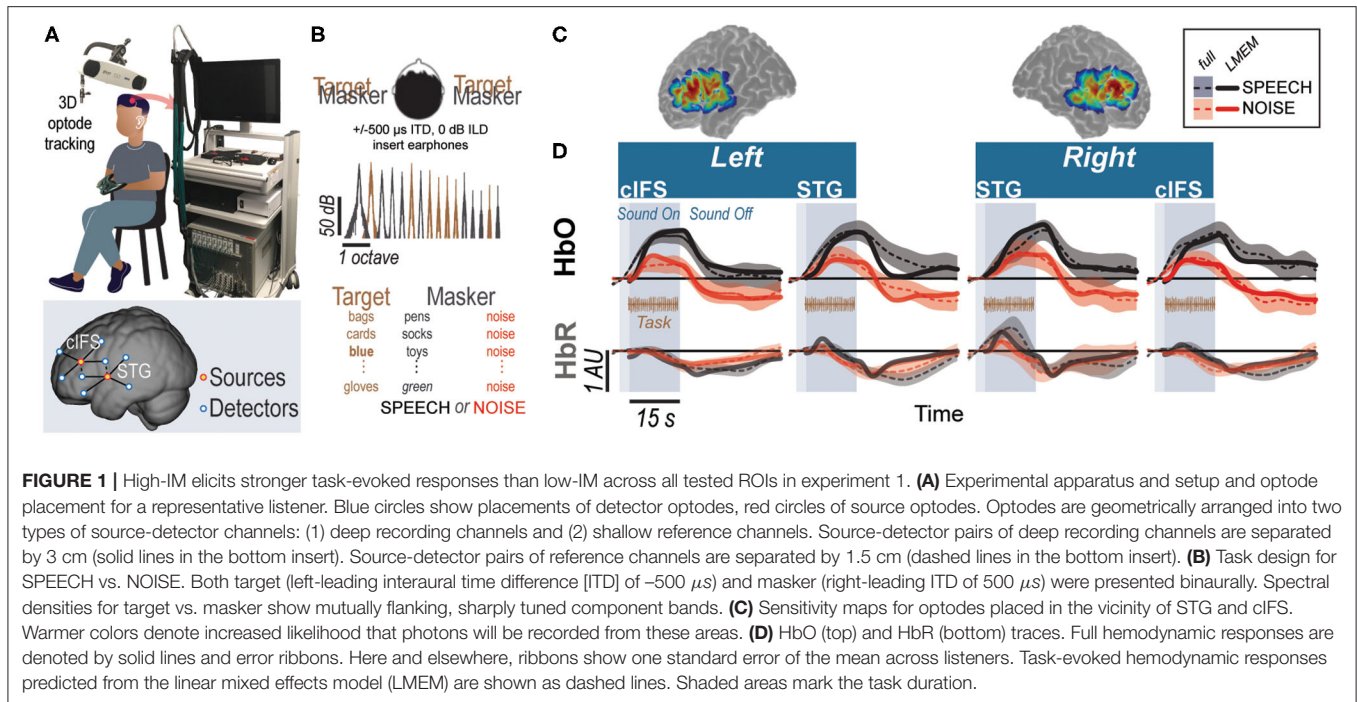 A
3D
optode
tracking
cIFS
STG
Sources
Detectors
B
Target Target
Masker Masker
+/-500 µs ITD, 0 dB ILD
insert earphones
50 dB
1 octave
Target Masker
bags pens noise
cards socks noise
blue toys noise
gloves green noise
SPEECH or NOISE
C
full LMEM
SPEECH
NOISE
D
Left Right
cIFS STG STG cIFS
Sound On Sound Off
HbO
Task
HbR
1 AU
15 s
Time
FIGURE 1 | High-IM elicits stronger task-evoked responses than low-IM across all tested ROIs in experiment 1. (A) Experimental apparatus and setup and optode
placement for a representative listener. Blue circles show placements of detector optodes, red circles of source optodes. Optodes are geometrically arranged into two
types of source-detector channels: (1) deep recording channels and (2) shallow reference channels. Source-detector pairs of deep recording channels are separated
by 3 cm (solid lines in the bottom insert). Source-detector pairs of reference channels are separated by 1.5 cm (dashed lines in the bottom insert). (B) Task design for
SPEECH vs. NOISE. Both target (left-leading interaural time difference [ITD] of –500 µs) and masker (right-leading ITD of 500 µs) were presented binaurally. Spectral
densities for target vs. masker show mutually flanking, sharply tuned component bands. (C) Sensitivity maps for optodes placed in the vicinity of STG and cIFS.
Warmer colors denote increased likelihood that photons will be recorded from these areas. (D) HbO (top) and HbR (bottom) traces. Full hemodynamic responses are
denoted by solid lines and error ribbons. Here and elsewhere, ribbons show one standard error of the mean across listeners. Task-evoked hemodynamic responses
predicted from the linear mixed effects model (LMEM) are shown as dashed lines. Shaded areas mark the task duration.